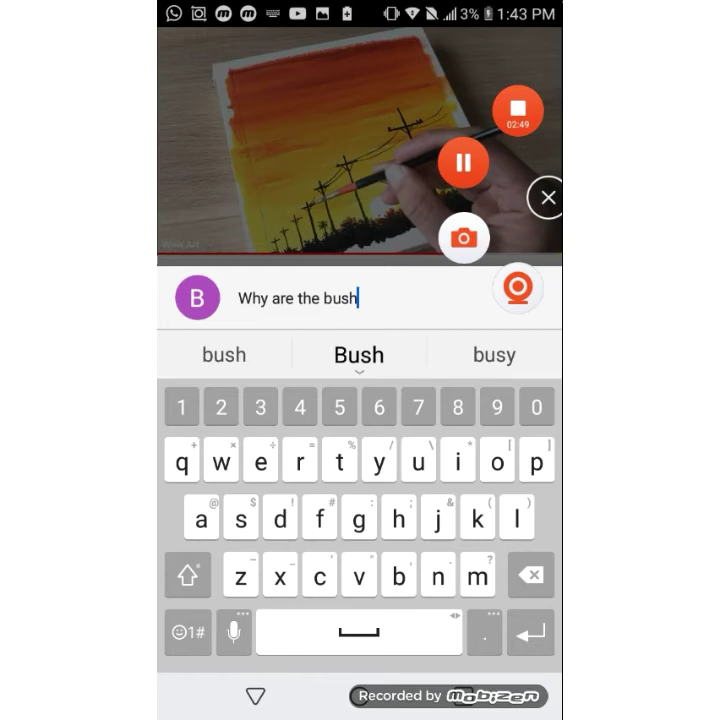 3% 1:43 PM
02:49
B
Why are the bush
bush Bush busy
1 2 3 4 5 6 7 8 9 0
+ × ÷ = % / \ * [ ]
q w e r t y u i o p
@ $ ! # : ; & ( )
a s d f g h j k l
z x c v b n m
?
☺1# .
Recorded by mobizen